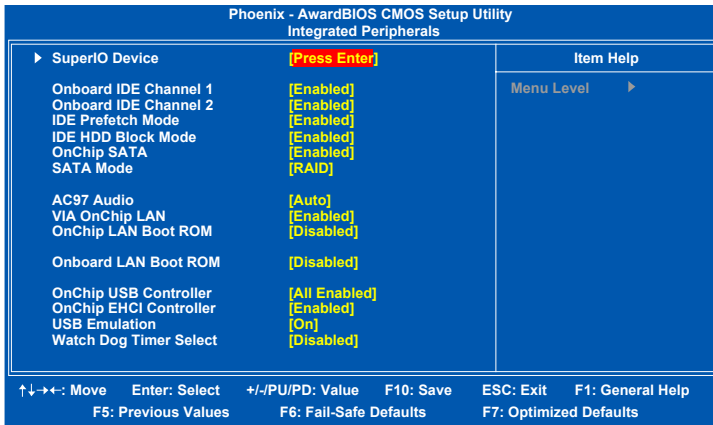 Phoenix - AwardBIOS CMOS Setup Utility
Integrated Peripherals
▶ SuperIO Device [Press Enter] Item Help
Onboard IDE Channel 1 [Enabled] Menu Level ▶
Onboard IDE Channel 2 [Enabled]
IDE Prefetch Mode [Enabled]
IDE HDD Block Mode [Enabled]
OnChip SATA [Enabled]
SATA Mode [RAID]
AC97 Audio [Auto]
VIA OnChip LAN [Enabled]
OnChip LAN Boot ROM [Disabled]
Onboard LAN Boot ROM [Disabled]
OnChip USB Controller [All Enabled]
OnChip EHCI Controller [Enabled]
USB Emulation [On]
Watch Dog Timer Select [Disabled]
↑↓→←: Move Enter: Select +/-/PU/PD: Value F10: Save ESC: Exit F1: General Help
F5: Previous Values F6: Fail-Safe Defaults F7: Optimized Defaults